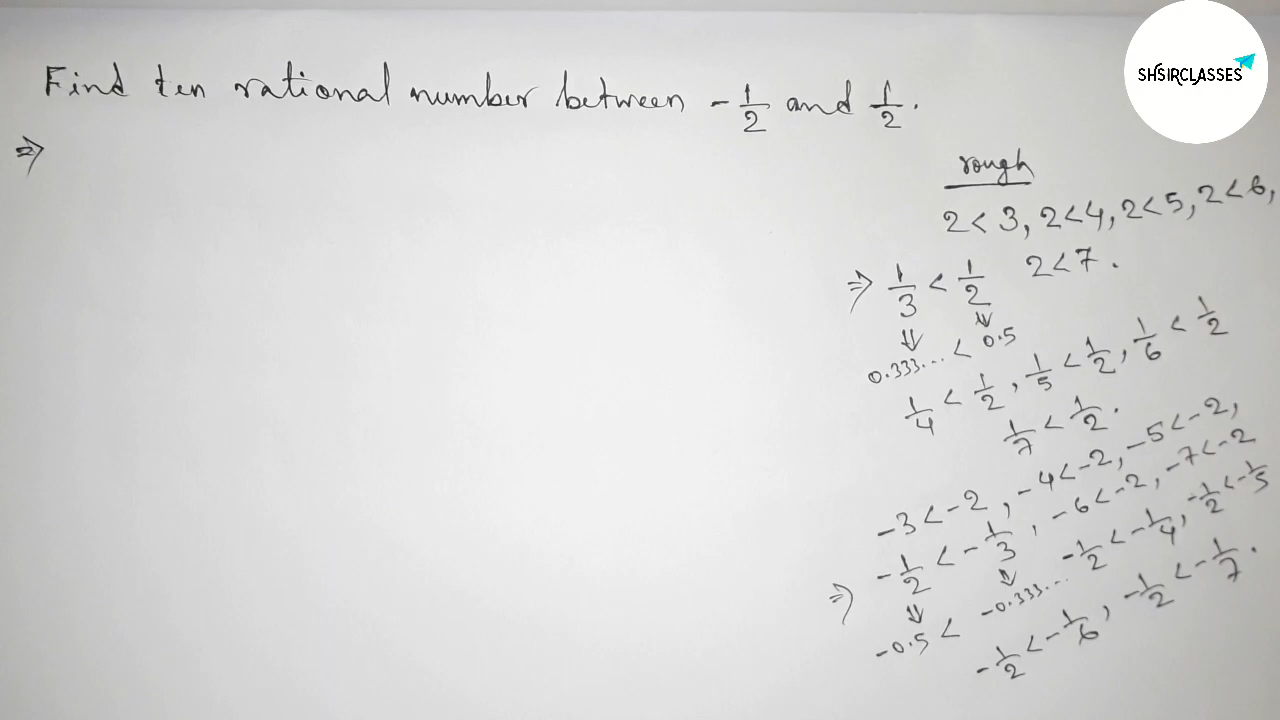 SHSIRCLASSES
Find ten rational number between -1/2 and 1/2.
⇒
rough
2<3, 2<4, 2<5, 2<6,
2<7.
⇒ 1/3 < 1/2
⇓ ⇓
0.333... < 0.5
1/4 < 1/2, 1/5 < 1/2, 1/6 < 1/2
1/7 < 1/2.
-3<-2, -4<-2, -5<-2,
-6<-2, -7<-2
⇒ -1/2 < -1/3, -1/2 < -1/4, -1/2 < -1/5
⇓ ⇓
-0.5 < -0.333...
-1/2 < -1/6, -1/2 < -1/7.